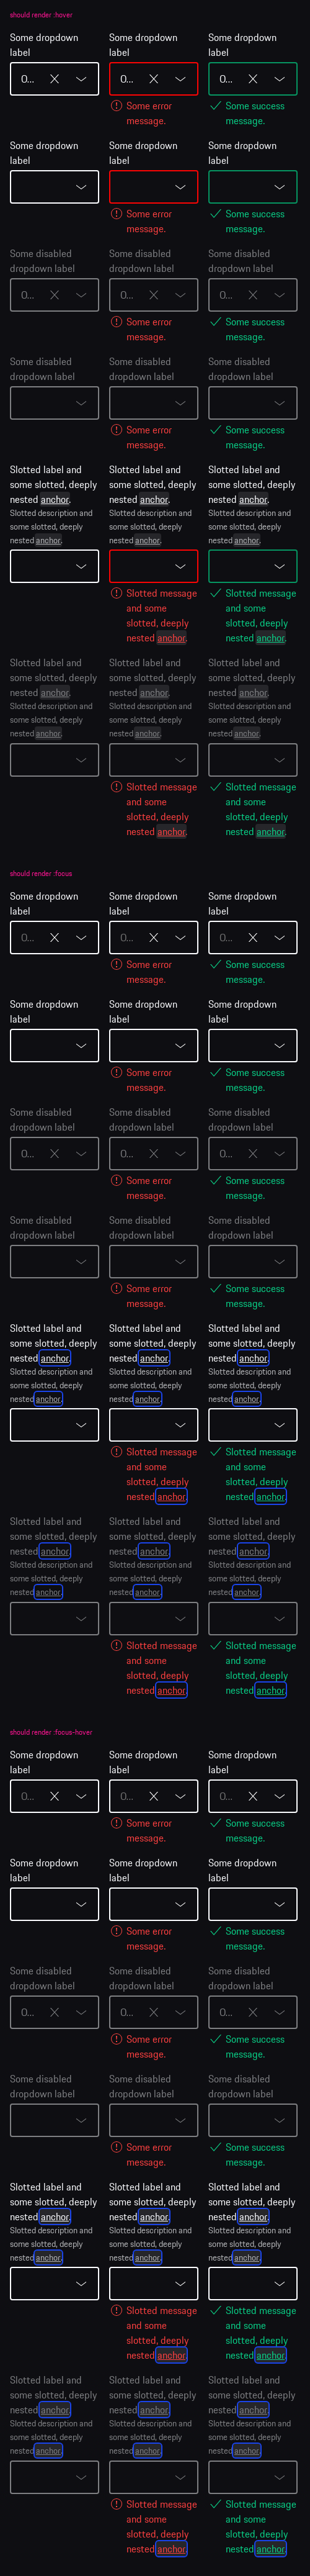 should render :hover
Some dropdown Some dropdown Some dropdown
label label label
0... 0... 0...
Some error Some success
message. message.
Some dropdown Some dropdown Some dropdown
label label label
Some error Some success
message. message.
Some disabled Some disabled Some disabled
dropdown label dropdown label dropdown label
0... 0... 0...
Some error Some success
message. message.
Some disabled Some disabled Some disabled
dropdown label dropdown label dropdown label
Some error Some success
message. message.
Slotted label and Slotted label and Slotted label and
some slotted, deeply some slotted, deeply some slotted, deeply
nested anchor. nested anchor. nested anchor.
Slotted description and Slotted description and Slotted description and
some slotted, deeply some slotted, deeply some slotted, deeply
nested anchor. nested anchor. nested anchor.
Slotted message Slotted message
and some and some
slotted, deeply slotted, deeply
nested anchor. nested anchor.
Slotted label and Slotted label and Slotted label and
some slotted, deeply some slotted, deeply some slotted, deeply
nested anchor. nested anchor. nested anchor.
Slotted description and Slotted description and Slotted description and
some slotted, deeply some slotted, deeply some slotted, deeply
nested anchor. nested anchor. nested anchor.
Slotted message Slotted message
and some and some
slotted, deeply slotted, deeply
nested anchor. nested anchor.
should render :focus
Some dropdown Some dropdown Some dropdown
label label label
0... 0... 0...
Some error Some success
message. message.
Some dropdown Some dropdown Some dropdown
label label label
Some error Some success
message. message.
Some disabled Some disabled Some disabled
dropdown label dropdown label dropdown label
0... 0... 0...
Some error Some success
message. message.
Some disabled Some disabled Some disabled
dropdown label dropdown label dropdown label
Some error Some success
message. message.
Slotted label and Slotted label and Slotted label and
some slotted, deeply some slotted, deeply some slotted, deeply
nested anchor. nested anchor. nested anchor.
Slotted description and Slotted description and Slotted description and
some slotted, deeply some slotted, deeply some slotted, deeply
nested anchor. nested anchor. nested anchor.
Slotted message Slotted message
and some and some
slotted, deeply slotted, deeply
nested anchor. nested anchor.
Slotted label and Slotted label and Slotted label and
some slotted, deeply some slotted, deeply some slotted, deeply
nested anchor. nested anchor. nested anchor.
Slotted description and Slotted description and Slotted description and
some slotted, deeply some slotted, deeply some slotted, deeply
nested anchor. nested anchor. nested anchor.
Slotted message Slotted message
and some and some
slotted, deeply slotted, deeply
nested anchor. nested anchor.
should render :focus-hover
Some dropdown Some dropdown Some dropdown
label label label
0... 0... 0...
Some error Some success
message. message.
Some dropdown Some dropdown Some dropdown
label label label
Some error Some success
message. message.
Some disabled Some disabled Some disabled
dropdown label dropdown label dropdown label
0... 0... 0...
Some error Some success
message. message.
Some disabled Some disabled Some disabled
dropdown label dropdown label dropdown label
Some error Some success
message. message.
Slotted label and Slotted label and Slotted label and
some slotted, deeply some slotted, deeply some slotted, deeply
nested anchor. nested anchor. nested anchor.
Slotted description and Slotted description and Slotted description and
some slotted, deeply some slotted, deeply some slotted, deeply
nested anchor. nested anchor. nested anchor.
Slotted message Slotted message
and some and some
slotted, deeply slotted, deeply
nested anchor. nested anchor.
Slotted label and Slotted label and Slotted label and
some slotted, deeply some slotted, deeply some slotted, deeply
nested anchor. nested anchor. nested anchor.
Slotted description and Slotted description and Slotted description and
some slotted, deeply some slotted, deeply some slotted, deeply
nested anchor. nested anchor. nested anchor.
Slotted message Slotted message
and some and some
slotted, deeply slotted, deeply
nested anchor. nested anchor.